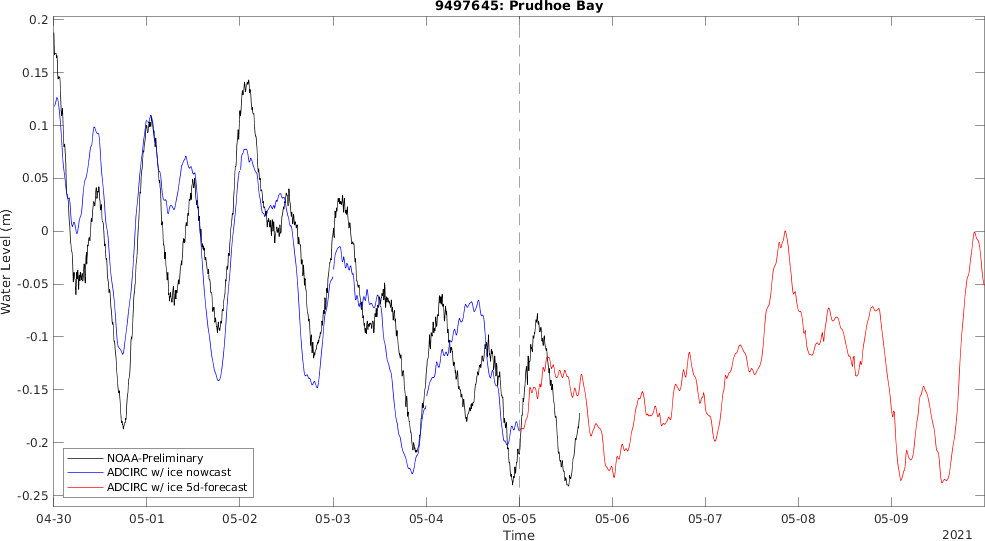 9497645: Prudhoe Bay
0.2
0.15
0.1
0.05
0
-0.05
-0.1
-0.15
-0.2
-0.25
Water Level (m)
NOAA-Preliminary
ADCIRC w/ ice nowcast
ADCIRC w/ ice 5d-forecast
04-30 05-01 05-02 05-03 05-04 05-05 05-06 05-07 05-08 05-09
Time
2021